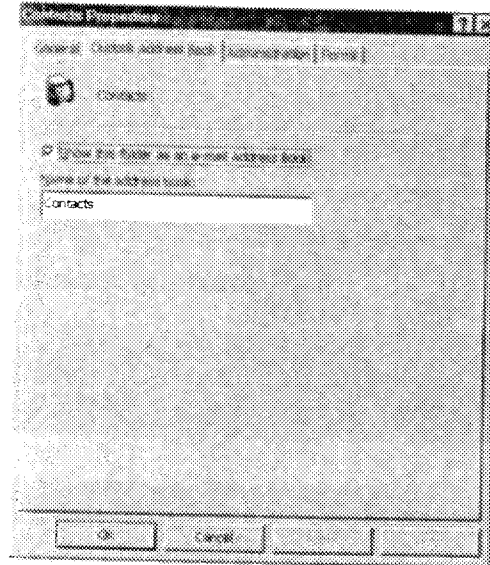 Contacts Properties
General Outlook Address Book Administration Forms
Contacts
Show this folder as an e-mail address book
Name of the address book:
Contacts
OK Cancel